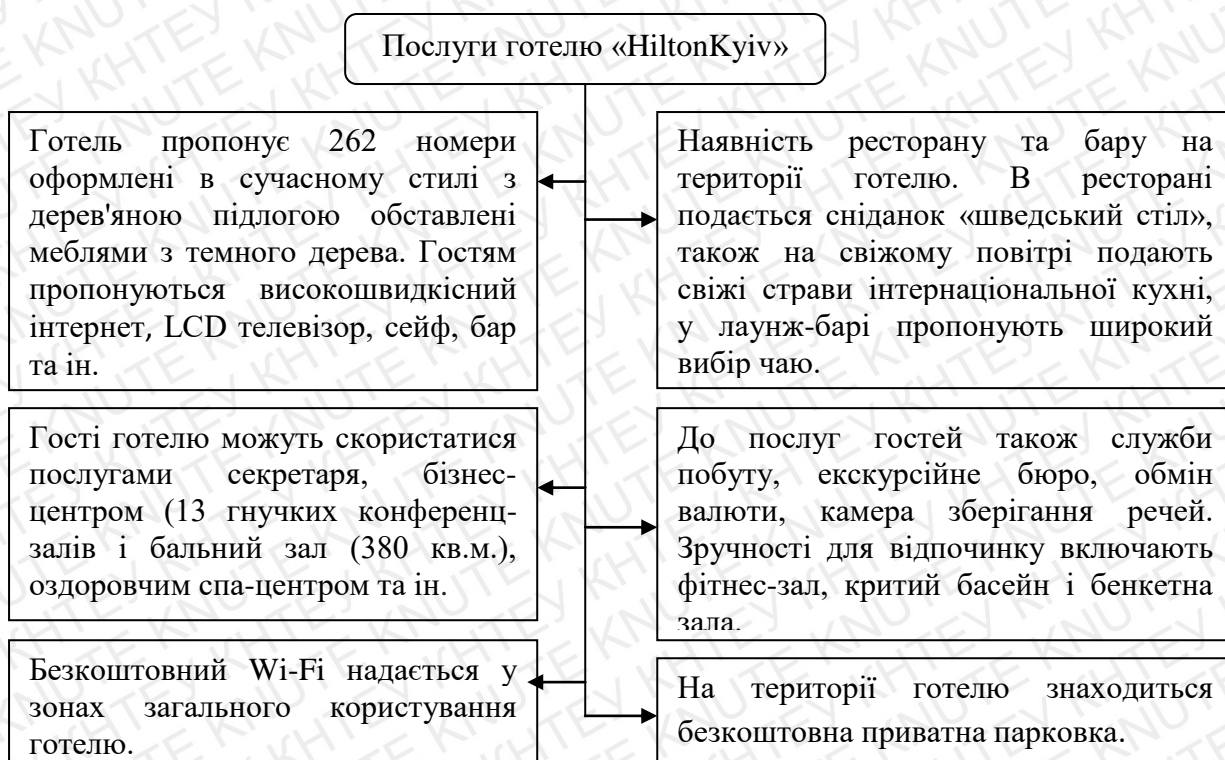 Послуги готелю «HiltonKyiv»
Готель пропонує 262 номери
оформлені в сучасному стилі з
дерев'яною підлогою обставлені
меблями з темного дерева. Гостям
пропонуються високошвидкісний
інтернет, LCD телевізор, сейф, бар
та ін.
Наявність ресторану та бару на
території готелю. В ресторані
подається сніданок «шведський стіл»,
також на свіжому повітрі подають
свіжі страви інтернаціональної кухні,
у лаунж-барі пропонують широкий
вибір чаю.
Гості готелю можуть скористатися
послугами секретаря, бізнес-
центром (13 гнучких конференц-
залів і бальний зал (380 кв.м.),
оздоровчим спа-центром та ін.
До послуг гостей також служби
побуту, екскурсійне бюро, обмін
валюти, камера зберігання речей.
Зручності для відпочинку включають
фітнес-зал, критий басейн і бенкетна
зала.
Безкоштовний Wi-Fi надається у
зонах загального користування
готелю.
На території готелю знаходиться
безкоштовна приватна парковка.